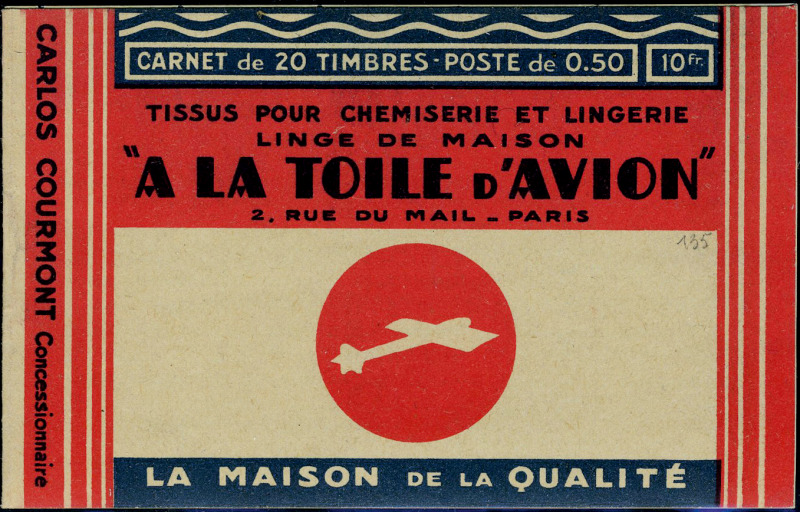 CARNET de 20 TIMBRES-POSTE de 0.50 10 Fr.
TISSUS POUR CHEMISERIE ET LINGERIE
LINGE DE MAISON
"A LA TOILE D'AVION"
2, RUE DU MAIL - PARIS
135
LA MAISON DE LA QUALITÉ
CARLOS COURMONT Concessionnaire